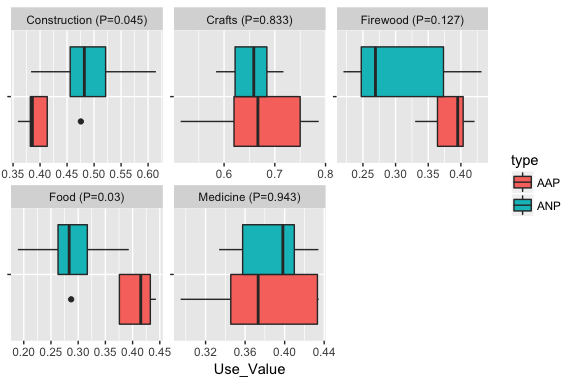 Construction (P=0.045)
Crafts (P=0.833)
Firewood (P=0.127)
0.35 0.40 0.45 0.50 0.55 0.60
0.6 0.7 0.8
0.25 0.30 0.35 0.40
type
AAP
ANP
Food (P=0.03)
Medicine (P=0.943)
0.20 0.25 0.30 0.35 0.40 0.45
0.32 0.36 0.40 0.44
Use_Value